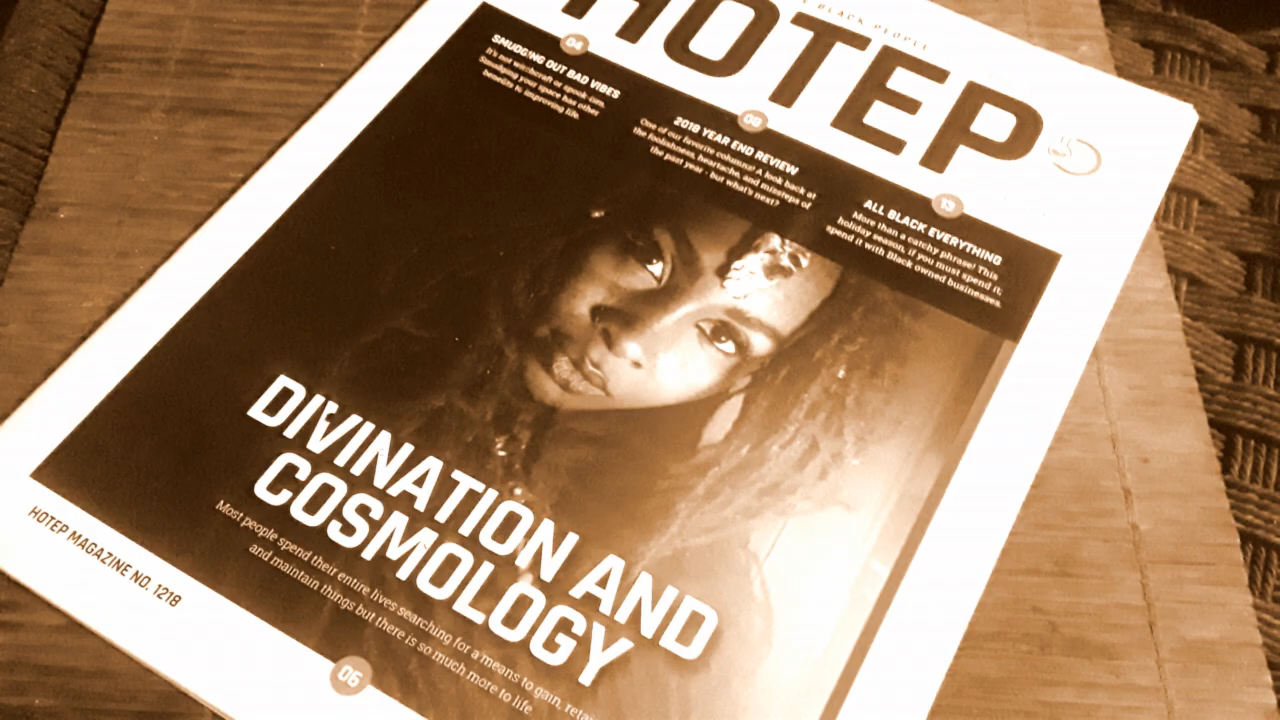 BLACK PEOPLE
HOTEP
04
SMUDGING OUT BAD VIBES
It's not witchcraft or spook-ism.
Smudging your space has other
benefits to improving life.
08
2018 YEAR END REVIEW
One of our favorite columns! A look back at
the foolishness, heartache, and missteps of
the past year - but what's next?
13
ALL BLACK EVERYTHING
More than a catchy phrase! This
holiday season, if you must spend it,
spend it with Black owned businesses.
DIVINATION AND
COSMOLOGY
Most people spend their entire lives searching for a means to gain,
and maintain things but there is so much more to life
HOTEP MAGAZINE NO. 1218
06